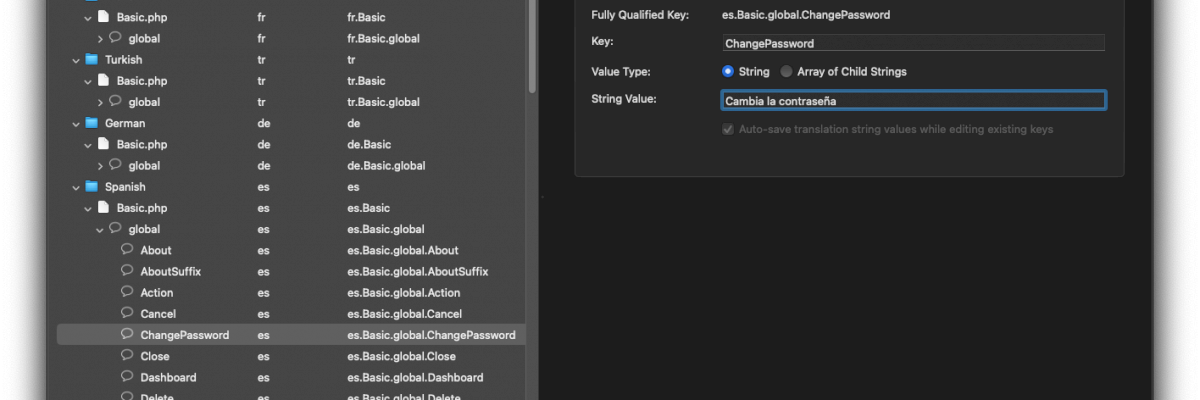 Basic.php fr fr.Basic
global fr fr.Basic.global
Turkish tr tr
Basic.php tr tr.Basic
global tr tr.Basic.global
German de de
Basic.php de de.Basic
global de de.Basic.global
Spanish es es
Basic.php es es.Basic
global es es.Basic.global
About es es.Basic.global.About
AboutSuffix es es.Basic.global.AboutSuffix
Action es es.Basic.global.Action
Cancel es es.Basic.global.Cancel
ChangePassword es es.Basic.global.ChangePassword
Close es es.Basic.global.Close
Dashboard es es.Basic.global.Dashboard
Delete es es.Basic.global.Delete
Fully Qualified Key: es.Basic.global.ChangePassword
Key: ChangePassword
Value Type: String Array of Child Strings
String Value: Cambia la contraseña
Auto-save translation string values while editing existing keys